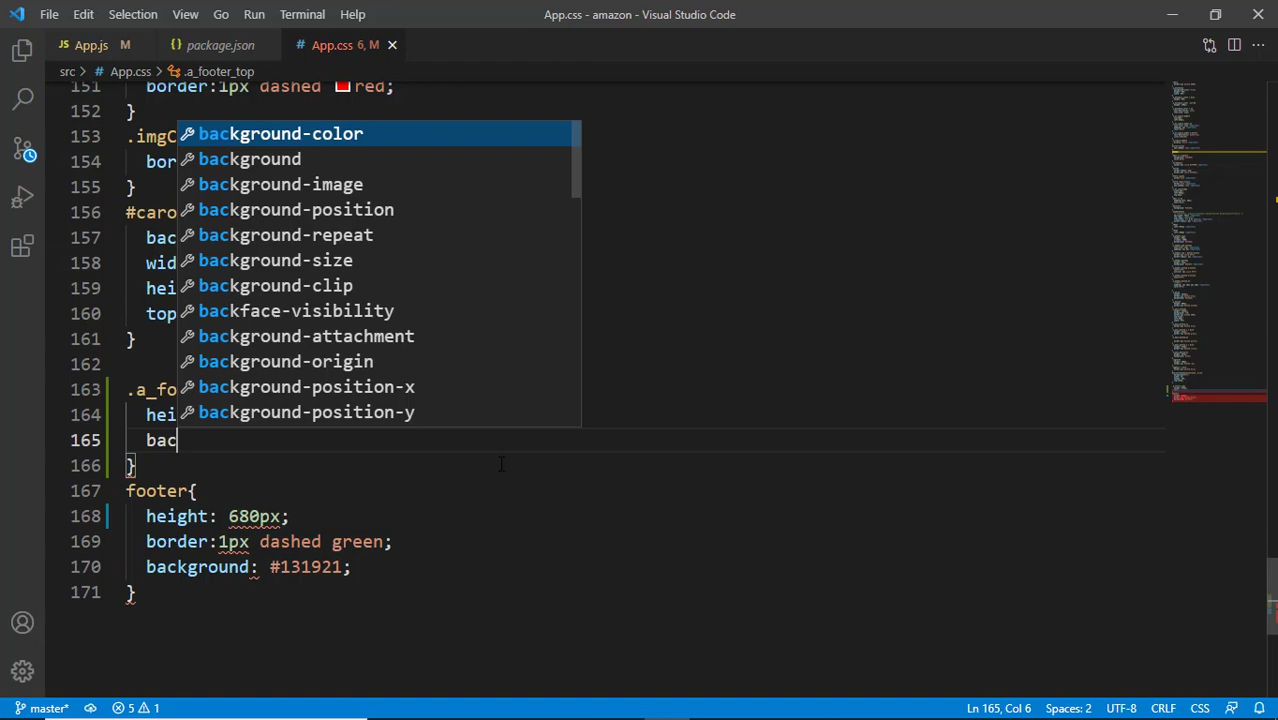 File Edit Selection View Go Run Terminal Help App.css - amazon - Visual Studio Code
App.js M package.json App.css 6, M
src > App.css > .a_footer_top
151 border:1px dashed red;
152 }
153 .imgC
154 bor
155 }
156 #caro
157 bac
158 wid
159 hei
160 top
161 }
162
163 .a_fo
164 hei
165 bac
166 }
167 footer{
168 height: 680px;
169 border:1px dashed green;
170 background: #131921;
171 }
background-color
background
background-image
background-position
background-repeat
background-size
background-clip
backface-visibility
background-attachment
background-origin
background-position-x
background-position-y
master* 5 1 Ln 165, Col 6 Spaces: 2 UTF-8 CRLF CSS